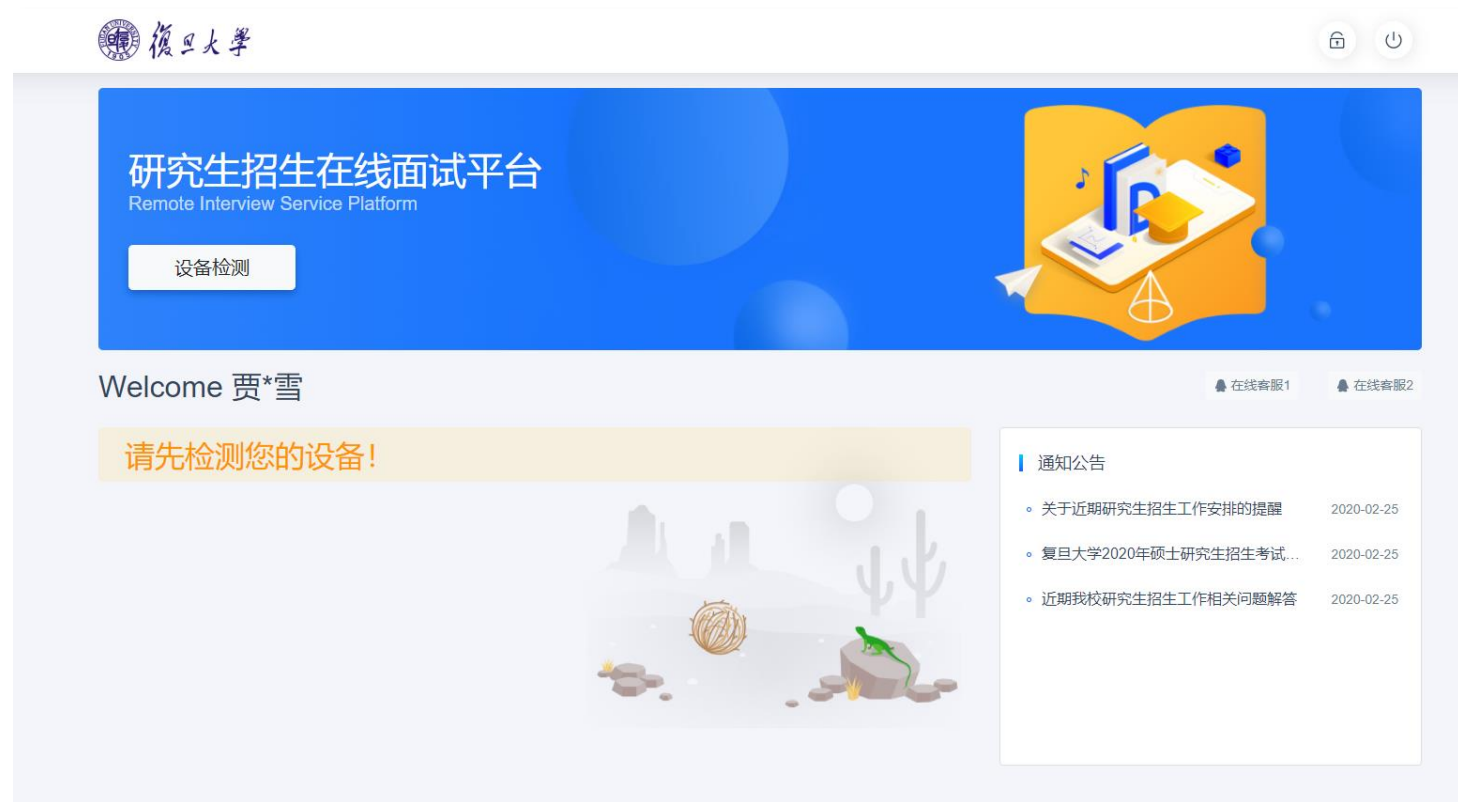 復旦大學
研究生招生在线面试平台
Remote Interview Service Platform
设备检测
Welcome 贾*雪
在线客服1
在线客服2
请先检测您的设备！
通知公告
关于近期研究生招生工作安排的提醒 2020-02-25
复旦大学2020年硕士研究生招生考试... 2020-02-25
近期我校研究生招生工作相关问题解答 2020-02-25